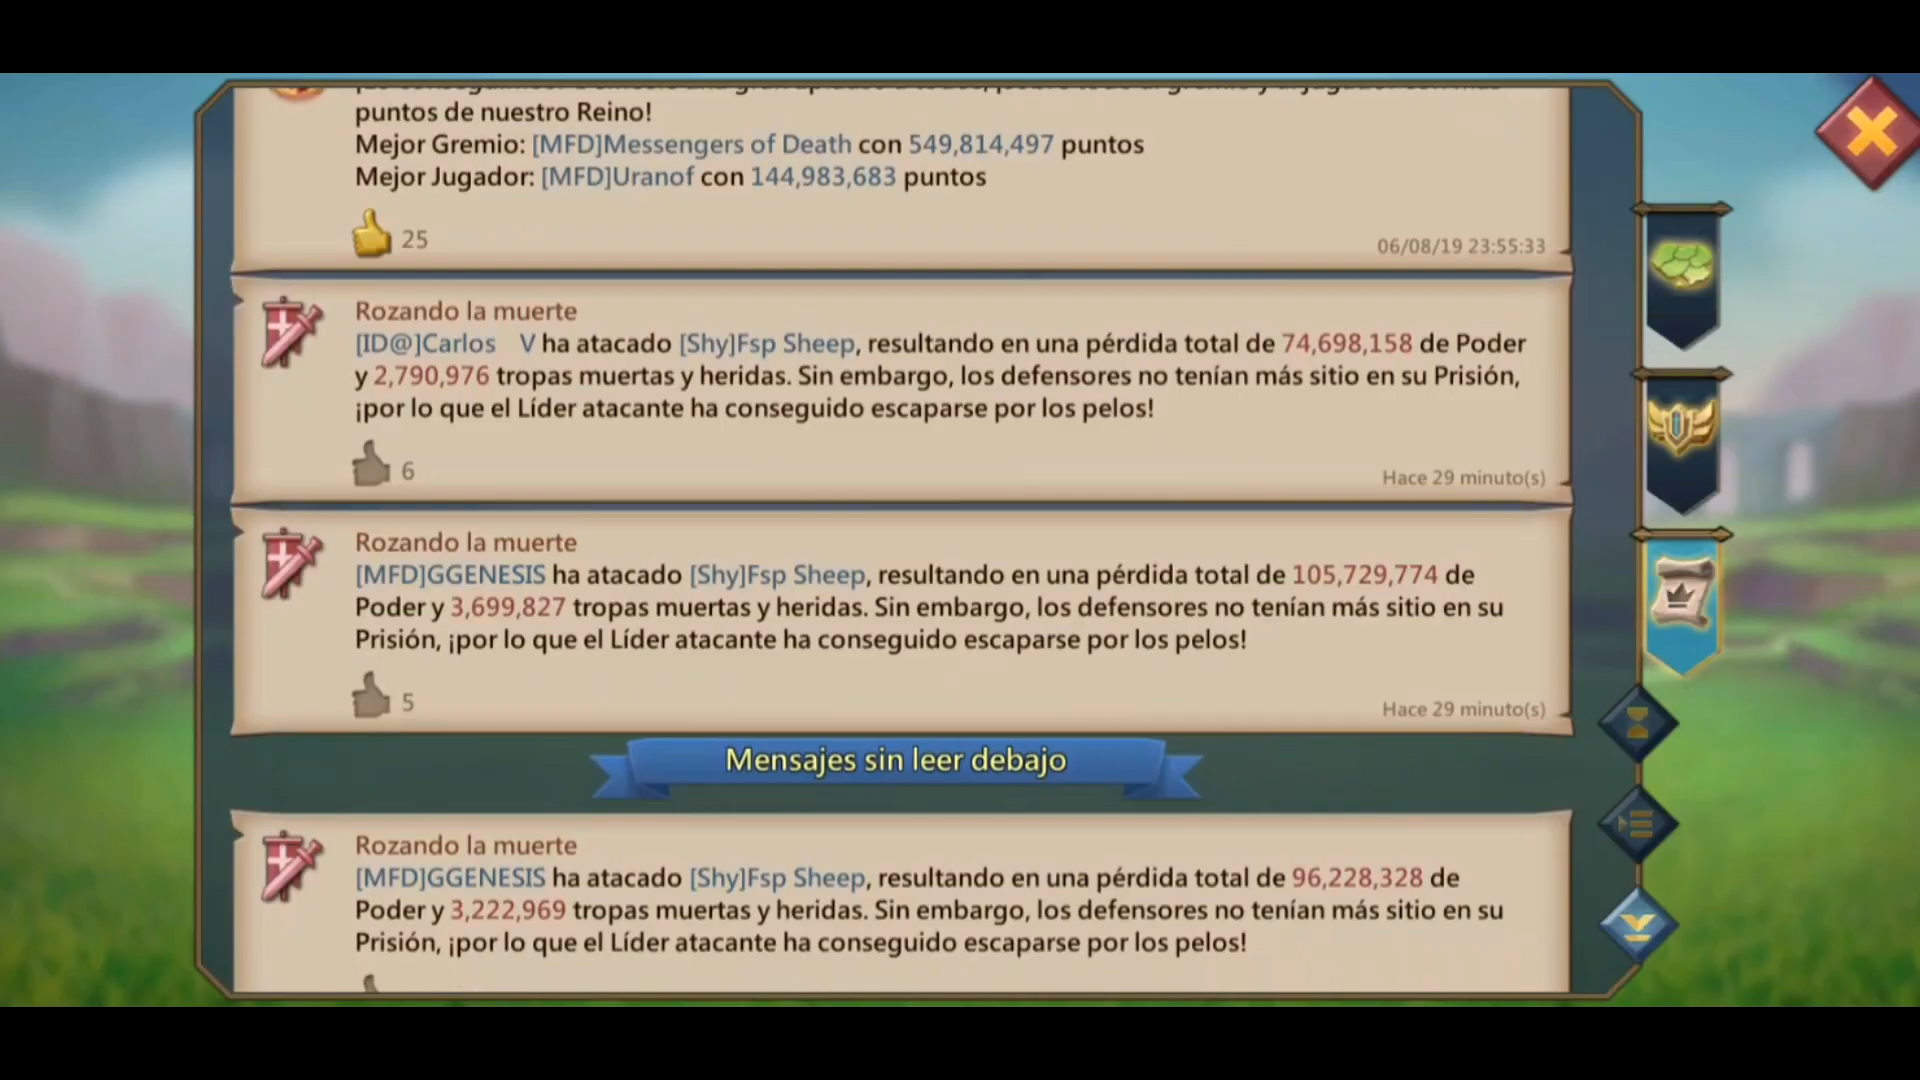 puntos de nuestro Reino!
Mejor Gremio: [MFD]Messengers of Death con 549,814,497 puntos
Mejor Jugador: [MFD]Uranof con 144,983,683 puntos
25
06/08/19 23:55:33
Rozando la muerte
[ID@]Carlos V ha atacado [Shy]Fsp Sheep, resultando en una pérdida total de 74,698,158 de Poder
y 2,790,976 tropas muertas y heridas. Sin embargo, los defensores no tenían más sitio en su Prisión,
¡por lo que el Líder atacante ha conseguido escaparse por los pelos!
6
Hace 29 minuto(s)
Rozando la muerte
[MFD]GGENESIS ha atacado [Shy]Fsp Sheep, resultando en una pérdida total de 105,729,774 de
Poder y 3,699,827 tropas muertas y heridas. Sin embargo, los defensores no tenían más sitio en su
Prisión, ¡por lo que el Líder atacante ha conseguido escaparse por los pelos!
5
Hace 29 minuto(s)
Mensajes sin leer debajo
Rozando la muerte
[MFD]GGENESIS ha atacado [Shy]Fsp Sheep, resultando en una pérdida total de 96,228,328 de
Poder y 3,222,969 tropas muertas y heridas. Sin embargo, los defensores no tenían más sitio en su
Prisión, ¡por lo que el Líder atacante ha conseguido escaparse por los pelos!